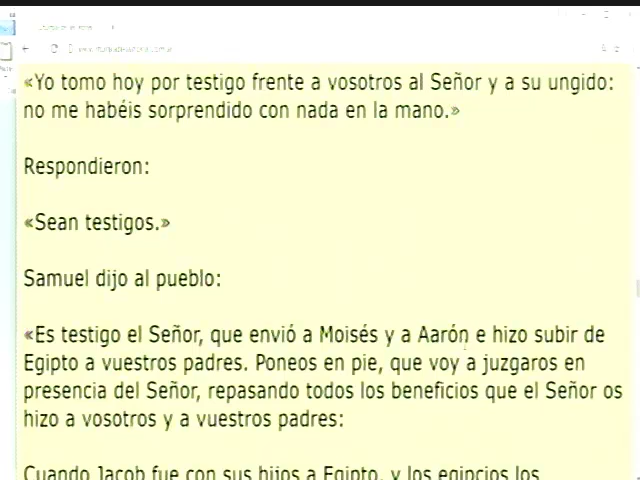 «Yo tomo hoy por testigo frente a vosotros al Señor y a su ungido:
no me habéis sorprendido con nada en la mano.»
Respondieron:
«Sean testigos.»
Samuel dijo al pueblo:
«Es testigo el Señor, que envió a Moisés y a Aarón e hizo subir de
Egipto a vuestros padres. Poneos en pie, que voy a juzgaros en
presencia del Señor, repasando todos los beneficios que el Señor os
hizo a vosotros y a vuestros padres:
Cuando Jacob fue con sus hijos a Egipto, y los egipcios los